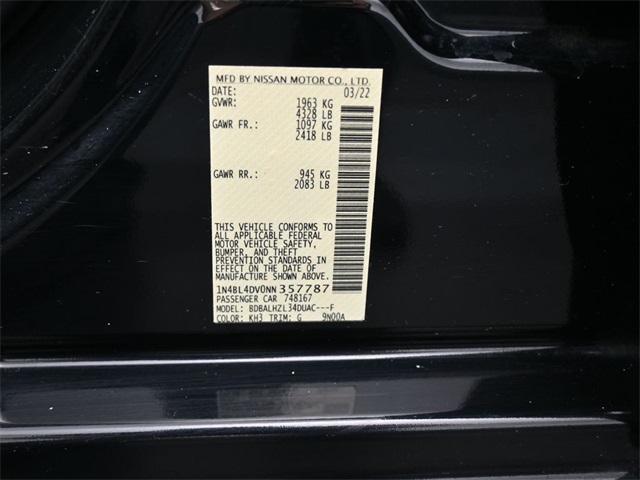 MFD BY NISSAN MOTOR CO., LTD.
DATE: 03/22
GVWR: 1963 KG
4328 LB
GAWR FR.: 1097 KG
2418 LB
GAWR RR.: 945 KG
2083 LB
THIS VEHICLE CONFORMS TO
ALL APPLICABLE FEDERAL
MOTOR VEHICLE SAFETY,
BUMPER, AND THEFT
PREVENTION STANDARDS IN
EFFECT ON THE DATE OF
MANUFACTURE SHOWN ABOVE.
1N4BL4DV0NN 357787
PASSENGER CAR 748167
MODEL: BDBALHZL34DUAC---F
COLOR: KH3 TRIM: G 9N00A